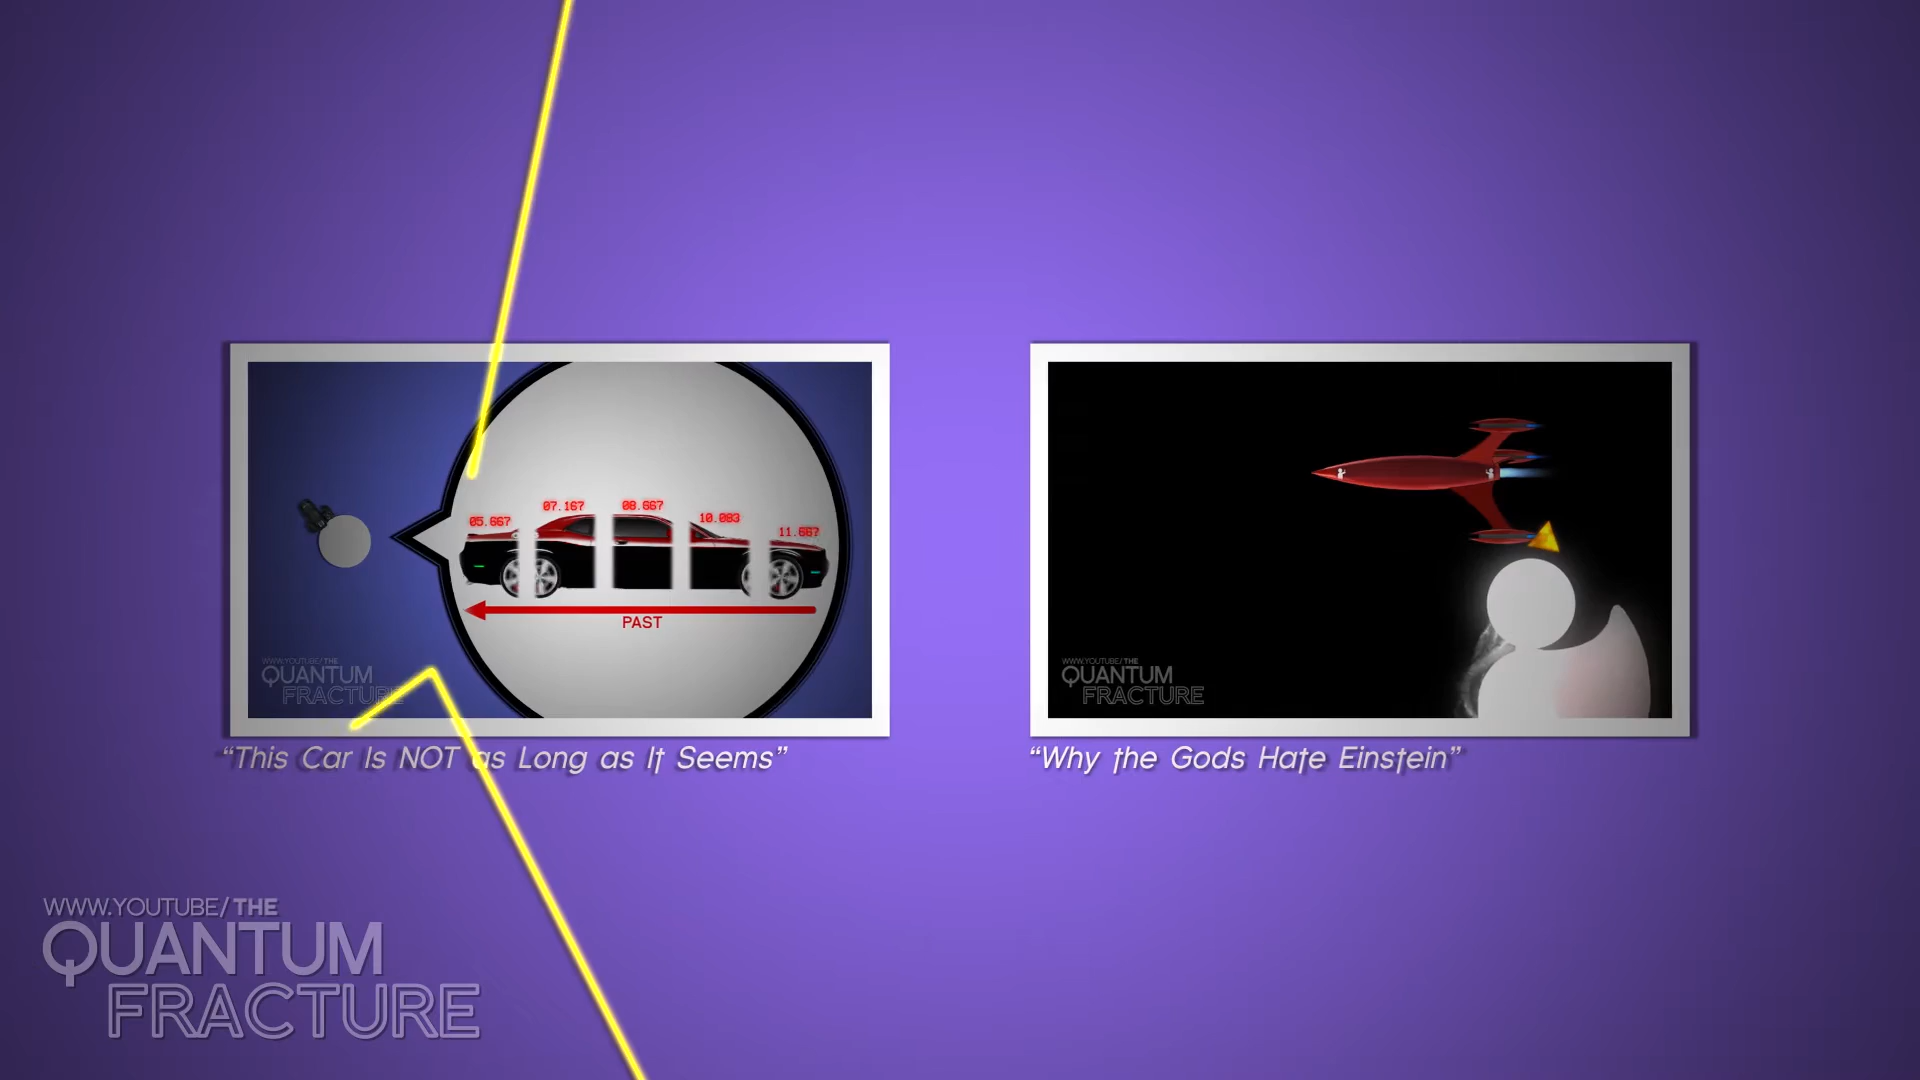 05.667
07.167
08.667
10.083
11.667
PAST
WWW.YOUTUBE/THE
QUANTUM
FRACTURE
“This Car Is NOT as Long as It Seems”
WWW.YOUTUBE/THE
QUANTUM
FRACTURE
“Why the Gods Hate Einstein”
WWW.YOUTUBE/THE
QUANTUM
FRACTURE